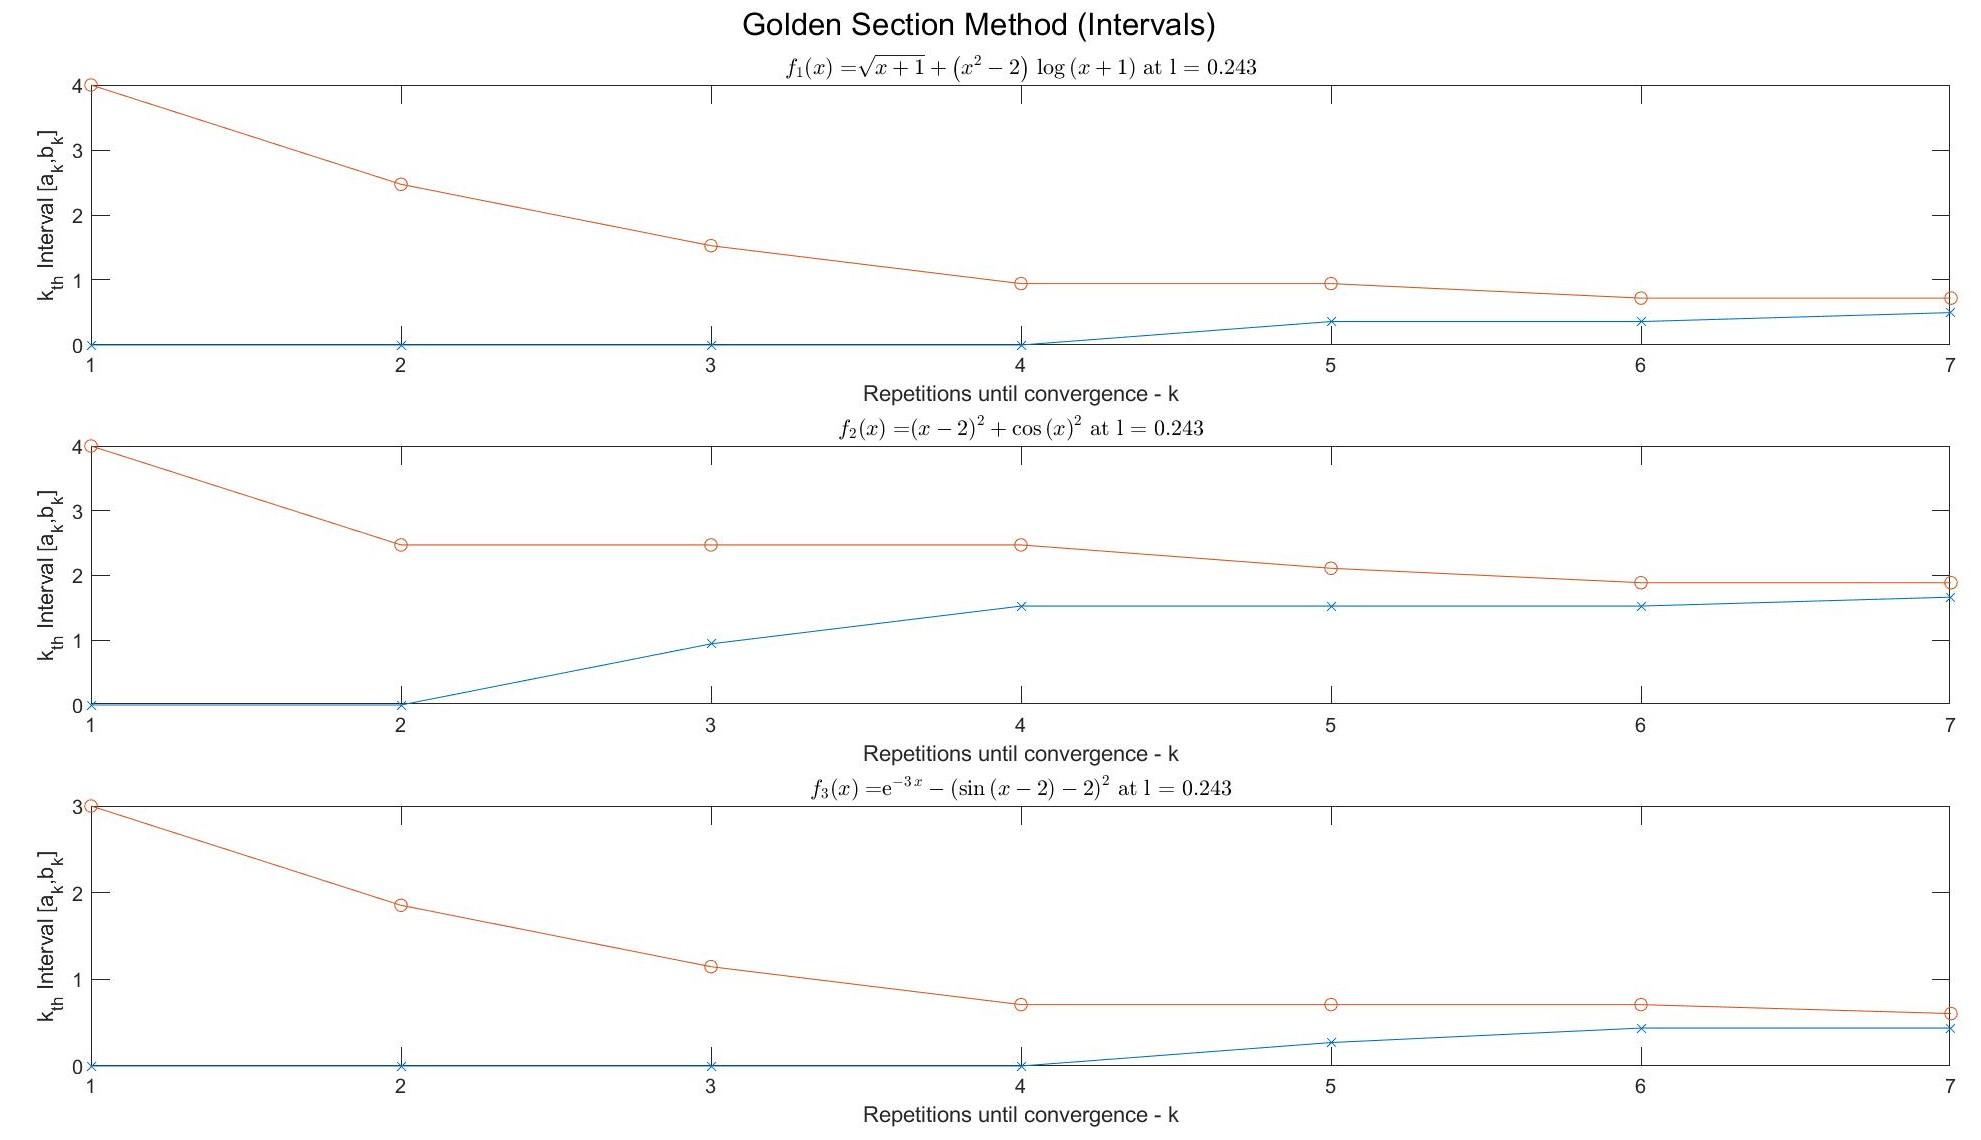 Golden Section Method (Intervals)
f₁(x) =√(x + 1) + (x² − 2) log (x + 1) at l = 0.243
4
3
2
1
0
k_th Interval [a_k,b_k]
1 2 3 4 5 6 7
Repetitions until convergence - k
f₂(x) =(x − 2)² + cos (x)² at l = 0.243
4
3
2
1
0
k_th Interval [a_k,b_k]
1 2 3 4 5 6 7
Repetitions until convergence - k
f₃(x) =e⁻³ˣ − (sin (x − 2) − 2)² at l = 0.243
3
2
1
0
k_th Interval [a_k,b_k]
1 2 3 4 5 6 7
Repetitions until convergence - k